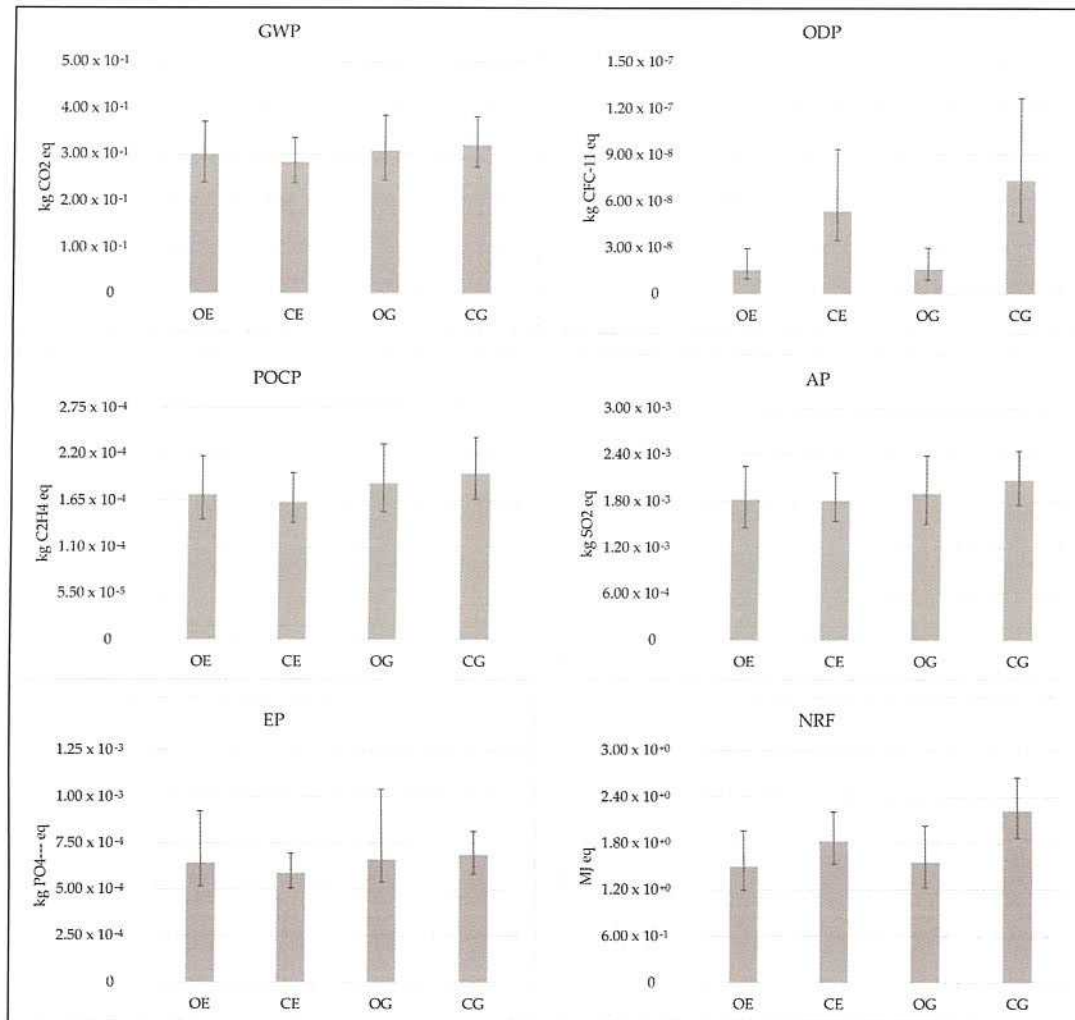 GWP
kg CO2 eq
5.00 x 10⁻¹
4.00 x 10⁻¹
3.00 x 10⁻¹
2.00 x 10⁻¹
1.00 x 10⁻¹
0
OE CE OG CG
ODP
kg CFC-11 eq
1.50 x 10⁻⁷
1.20 x 10⁻⁷
9.00 x 10⁻⁸
6.00 x 10⁻⁸
3.00 x 10⁻⁸
0
OE CE OG CG
POCP
kg C2H4 eq
2.75 x 10⁻⁴
2.20 x 10⁻⁴
1.65 x 10⁻⁴
1.10 x 10⁻⁴
5.50 x 10⁻⁵
0
OE CE OG CG
AP
kg SO2 eq
3.00 x 10⁻³
2.40 x 10⁻³
1.80 x 10⁻³
1.20 x 10⁻³
6.00 x 10⁻⁴
0
OE CE OG CG
EP
kg PO4--- eq
1.25 x 10⁻³
1.00 x 10⁻³
7.50 x 10⁻⁴
5.00 x 10⁻⁴
2.50 x 10⁻⁴
0
OE CE OG CG
NRF
MJ eq
3.00 x 10⁺⁰
2.40 x 10⁺⁰
1.80 x 10⁺⁰
1.20 x 10⁺⁰
6.00 x 10⁻¹
0
OE CE OG CG